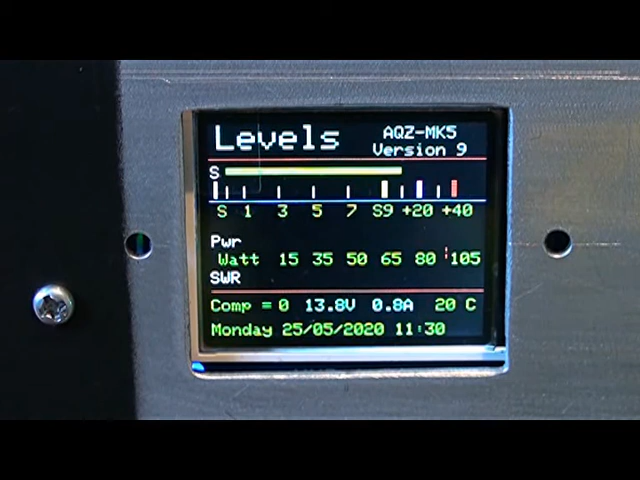 Levels
AQZ-MK5
Version 9
S
S 1 3 5 7 S9 +20 +40
Pwr
Watt 15 35 50 65 80 105
SWR
Comp = 0 13.8V 0.8A 20 C
Monday 25/05/2020 11:30